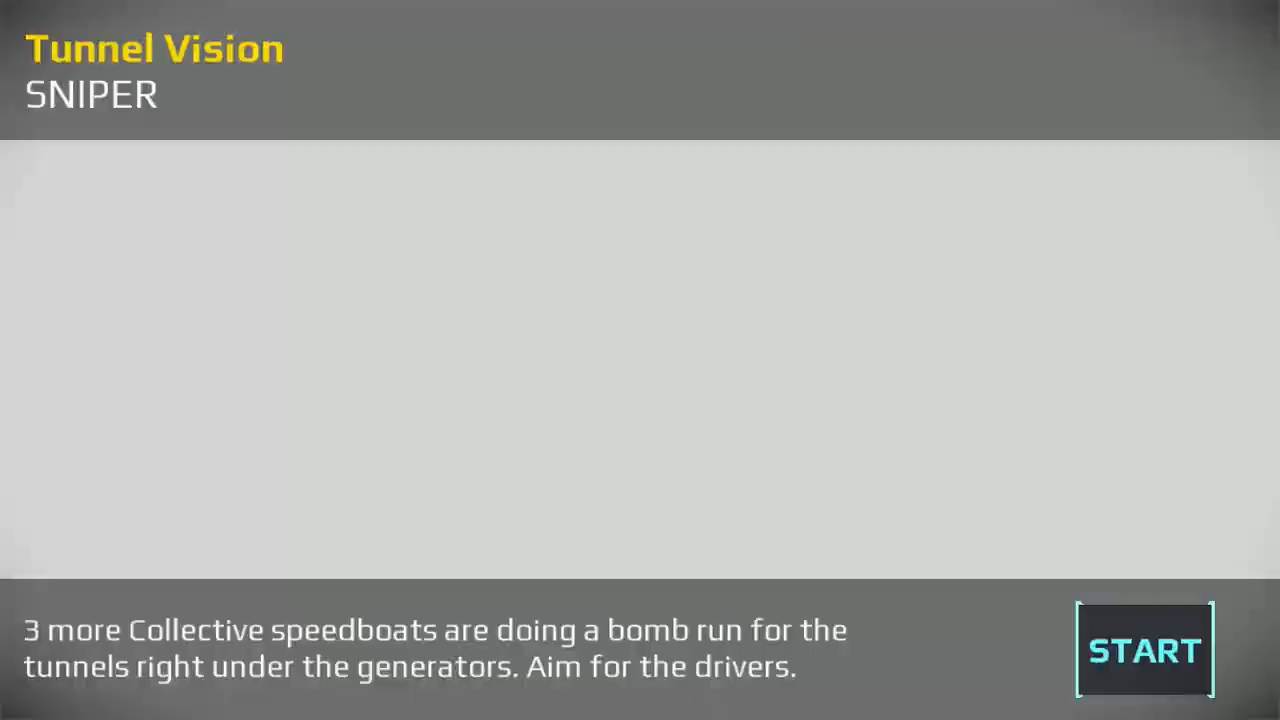 Tunnel Vision
SNIPER
3 more Collective speedboats are doing a bomb run for the
tunnels right under the generators. Aim for the drivers.
START